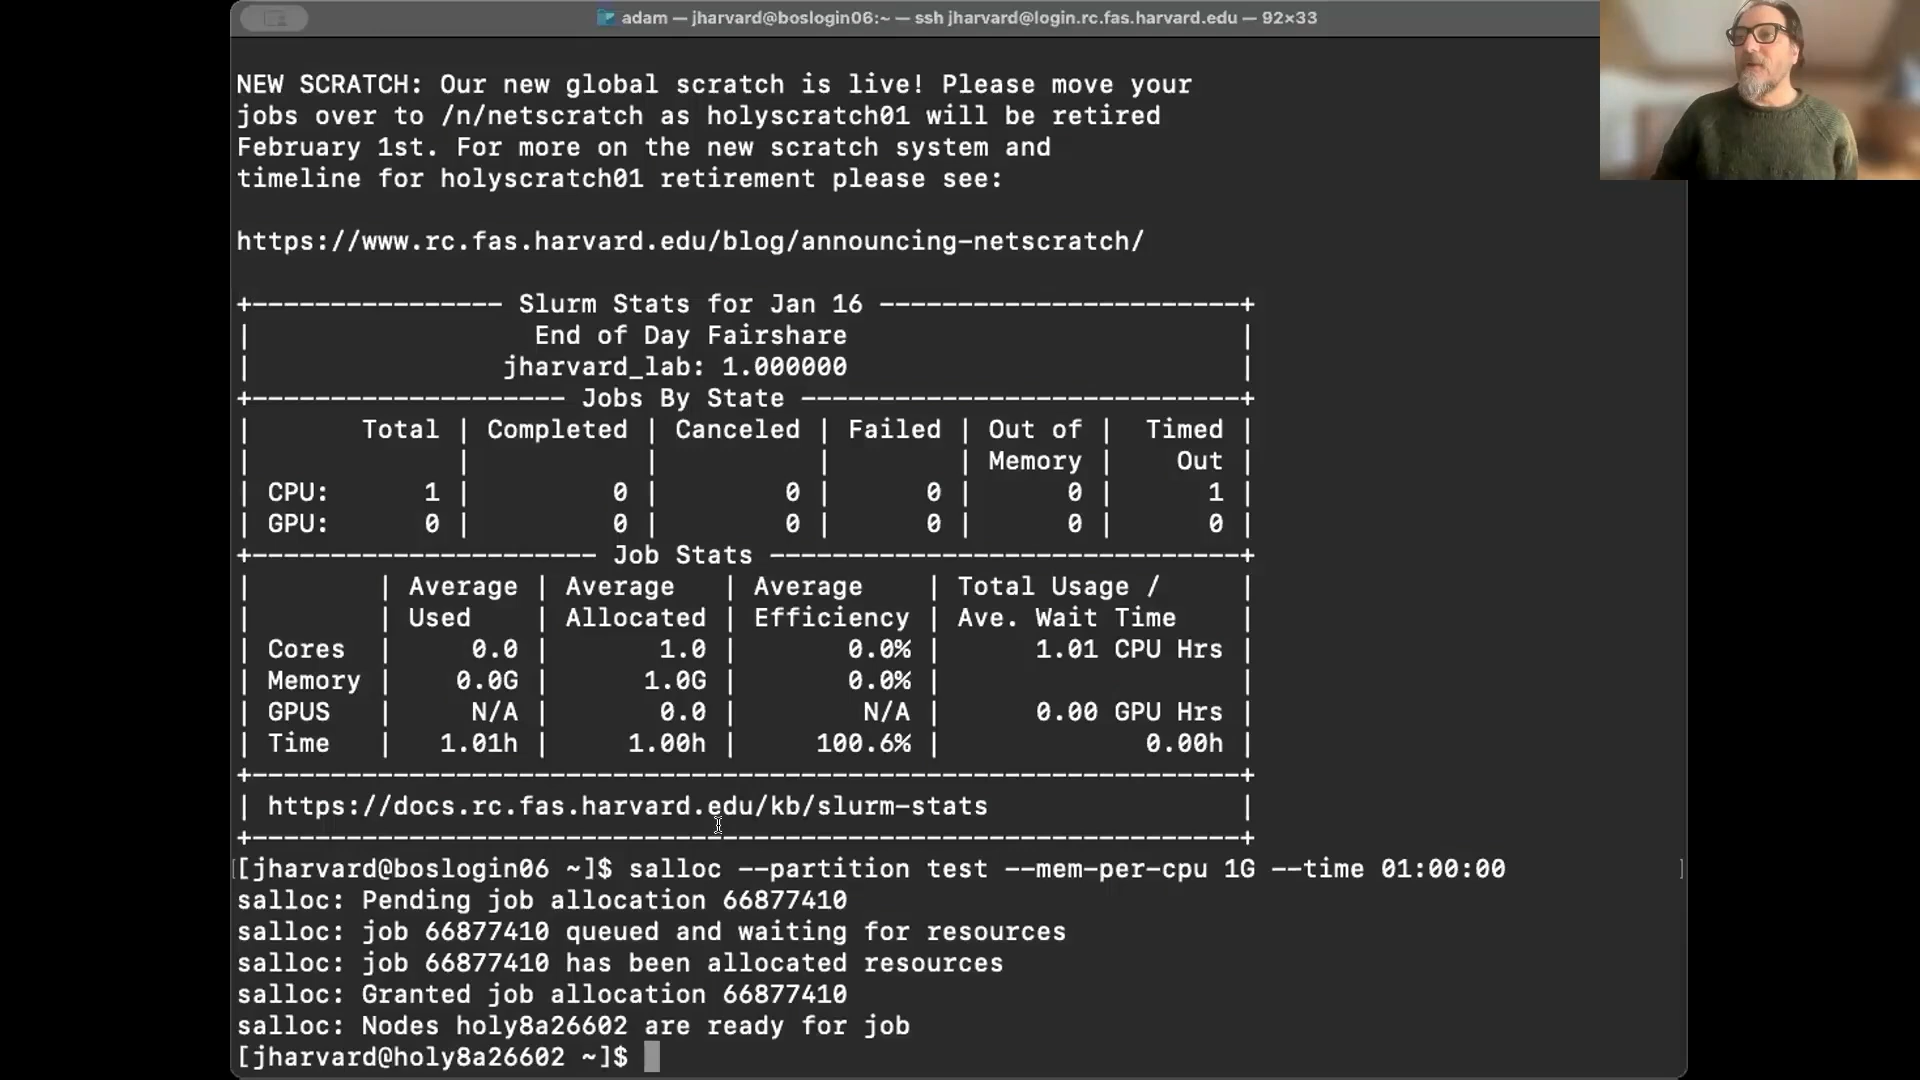 adam — jharvard@boslogin06:~ — ssh jharvard@login.rc.fas.harvard.edu — 92×33
NEW SCRATCH: Our new global scratch is live! Please move your
jobs over to /n/netscratch as holyscratch01 will be retired
February 1st. For more on the new scratch system and
timeline for holyscratch01 retirement please see:
https://www.rc.fas.harvard.edu/blog/announcing-netscratch/
+---------------- Slurm Stats for Jan 16 -----------------------+
|                  End of Day Fairshare                         |
|                jharvard_lab: 1.000000                         |
+-------------------- Jobs By State ----------------------------+
|       Total | Completed | Canceled | Failed | Out of |  Timed |
|             |           |          |        | Memory |    Out |
| CPU:      1 |         0 |        0 |      0 |      0 |      1 |
| GPU:      0 |         0 |        0 |      0 |      0 |      0 |
+---------------------- Job Stats ------------------------------+
|        | Average | Average   | Average    | Total Usage /     |
|        | Used    | Allocated | Efficiency | Ave. Wait Time    |
| Cores  |     0.0 |       1.0 |       0.0% |      1.01 CPU Hrs |
| Memory |    0.0G |      1.0G |       0.0% |                   |
| GPUS   |     N/A |       0.0 |        N/A |      0.00 GPU Hrs |
| Time   |   1.01h |     1.00h |     100.6% |             0.00h |
+---------------------------------------------------------------+
| https://docs.rc.fas.harvard.edu/kb/slurm-stats                |
+---------------------------------------------------------------+
[jharvard@boslogin06 ~]$ salloc --partition test --mem-per-cpu 1G --time 01:00:00
salloc: Pending job allocation 66877410
salloc: job 66877410 queued and waiting for resources
salloc: job 66877410 has been allocated resources
salloc: Granted job allocation 66877410
salloc: Nodes holy8a26602 are ready for job
[jharvard@holy8a26602 ~]$